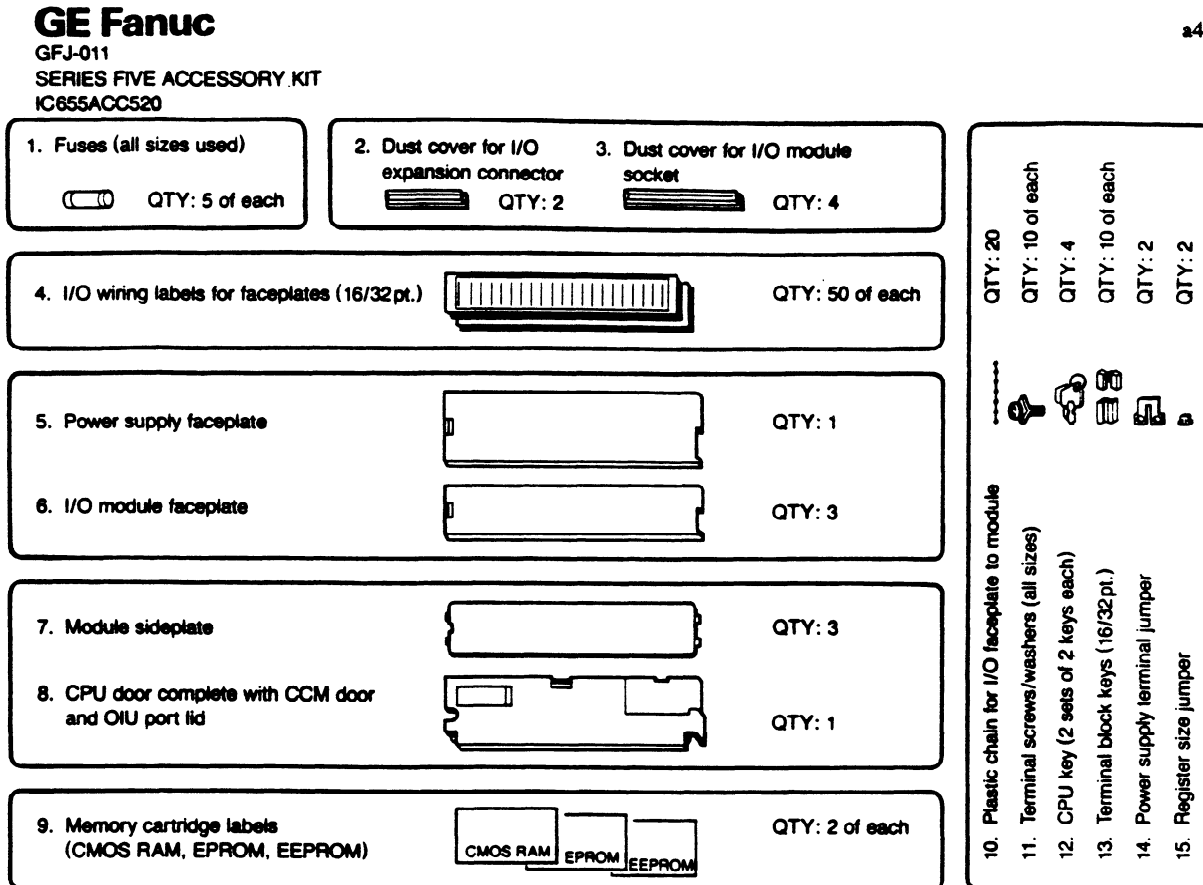 GE Fanuc
a4
GFJ-011
SERIES FIVE ACCESSORY KIT
IC655ACC520
1. Fuses (all sizes used)
QTY: 5 of each
2. Dust cover for I/O
expansion connector
QTY: 2
3. Dust cover for I/O module
socket
QTY: 4
4. I/O wiring labels for faceplates (16/32pt.)
QTY: 50 of each
5. Power supply faceplate
QTY: 1
6. I/O module faceplate
QTY: 3
7. Module sideplate
QTY: 3
8. CPU door complete with CCM door
and OIU port lid
QTY: 1
9. Memory cartridge labels
(CMOS RAM, EPROM, EEPROM)
CMOS RAM
EPROM
EEPROM
QTY: 2 of each
10. Plastic chain for I/O faceplate to module
QTY: 20
11. Terminal screws/washers (all sizes)
QTY: 10 of each
12. CPU key (2 sets of 2 keys each)
QTY: 4
13. Terminal block keys (16/32pt.)
QTY: 10 of each
14. Power supply terminal jumper
QTY: 2
15. Register size jumper
QTY: 2